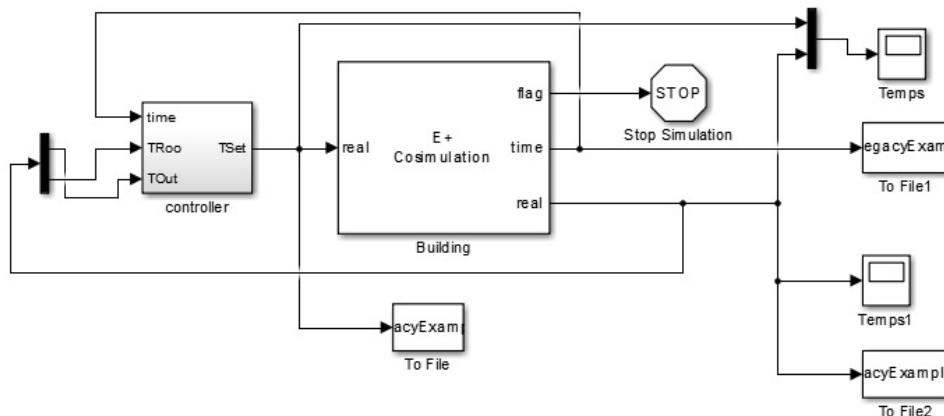 time
TRoo
TOut
TSet
controller
real
E+
Cosimulation
flag
time
real
Building
STOP
Stop Simulation
Temps
egacyExam
To File1
Temps1
acyExampl
To File2
acyExamp
To File